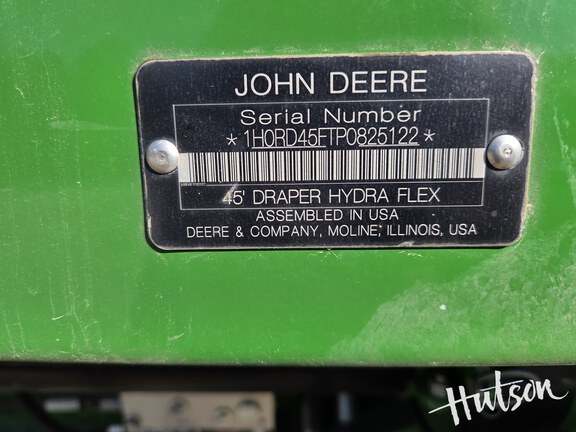 JOHN DEERE
Serial Number
*1H0RD45FTP0825122*
45' DRAPER HYDRA FLEX
ASSEMBLED IN USA
DEERE & COMPANY, MOLINE, ILLINOIS, USA
Hutson